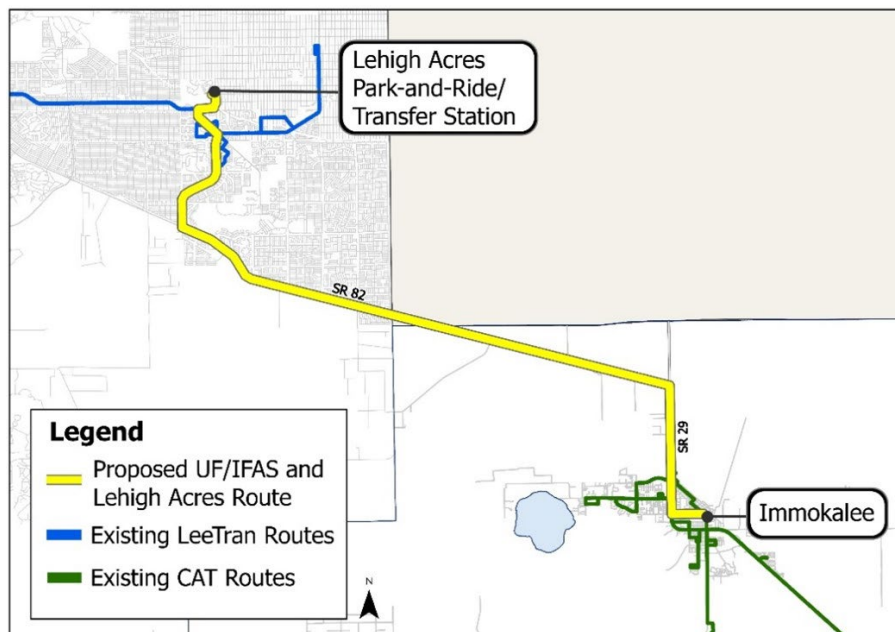 Lehigh Acres
Park-and-Ride/
Transfer Station
SR 82
SR 29
Immokalee
Legend
Proposed UF/IFAS and
Lehigh Acres Route
Existing LeeTran Routes
Existing CAT Routes
N